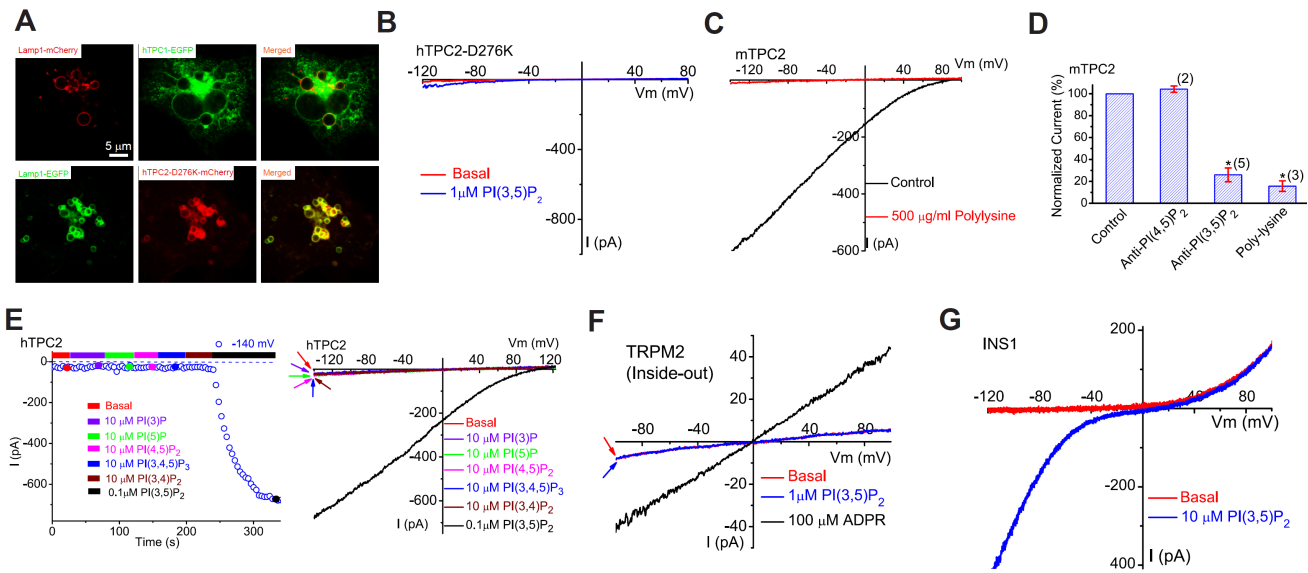 A
Lamp1-mCherry
hTPC1-EGFP
Merged
5 μm
Lamp1-EGFP
hTPC2-D276K-mCherry
Merged
B
hTPC2-D276K
-120 -80 -40 0 40 80
Vm (mV)
-400
-800
I (pA)
Basal
1μM PI(3,5)P2
C
mTPC2
Vm (mV)
-120 -80 -40 0 40 80
-200
-400
-600
I (pA)
Control
500 μg/ml Polylysine
D
mTPC2
Normalized Current (%)
100
80
60
40
20
0
(2)
*(5)
*(3)
Control
Anti-PI(4,5)P2
Anti-PI(3,5)P2
Poly-lysine
E
hTPC2
-140 mV
0
-200
-400
-600
I (pA)
Basal
10 μM PI(3)P
10 μM PI(5)P
10 μM PI(4,5)P2
10 μM PI(3,4,5)P3
10 μM PI(3,4)P2
0.1μM PI(3,5)P2
0 100 200 300
Time (s)
hTPC2
Vm (mV)
-120 -80 -40 0 40 80 120
-200
-400
-600
I (pA)
Basal
10 μM PI(3)P
10 μM PI(5)P
10 μM PI(4,5)P2
10 μM PI(3,4,5)P3
10 μM PI(3,4)P2
0.1μM PI(3,5)P2
F
TRPM2
(Inside-out)
40
20
-80 -40 0 40 80
Vm (mV)
-20
-40
I (pA)
Basal
1μM PI(3,5)P2
100 μM ADPR
G
INS1
200
-120 -80 -40 0 40 80
Vm (mV)
200
400
I (pA)
Basal
10 μM PI(3,5)P2